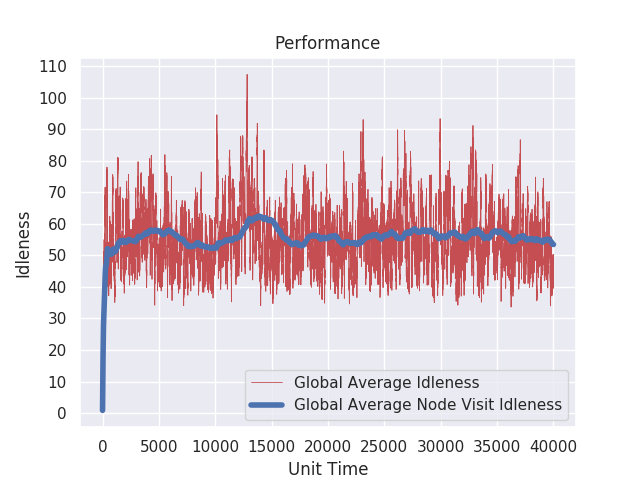 Performance
110
100
90
80
70
60
50
40
30
20
10
0
Idleness
Global Average Idleness
Global Average Node Visit Idleness
0 5000 10000 15000 20000 25000 30000 35000 40000
Unit Time